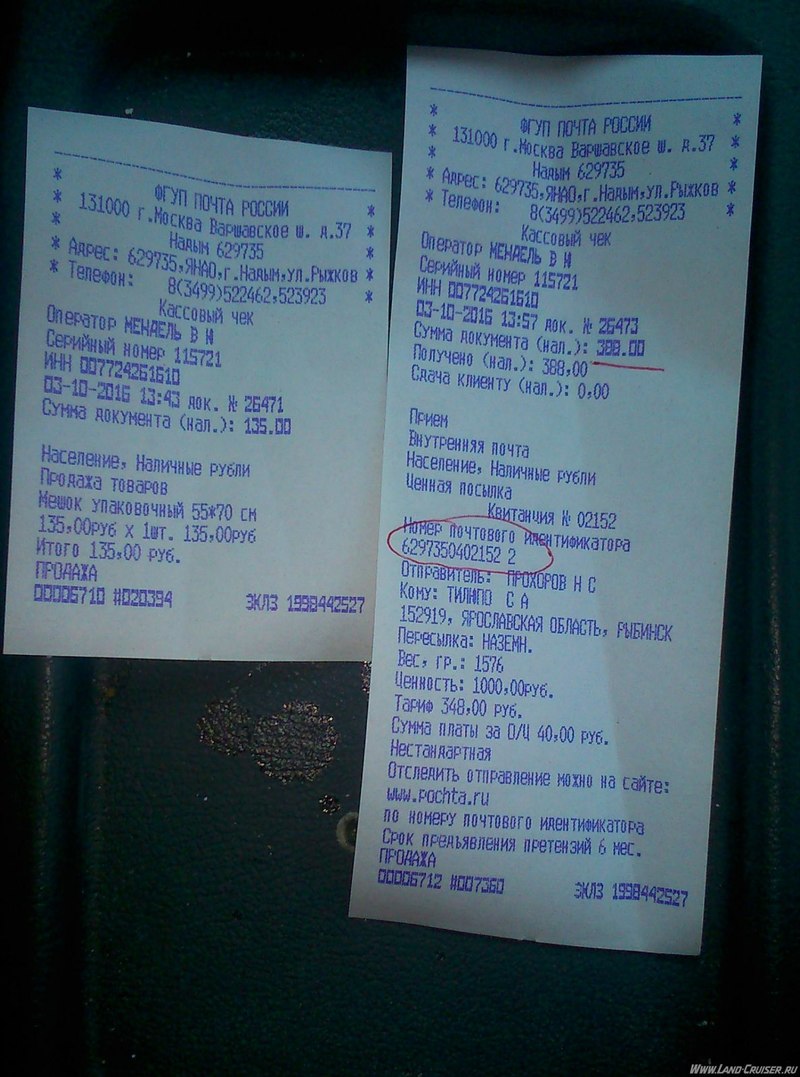 * ФГУП ПОЧТА РОССИИ *
* 131000 г.Москва Варшавское ш. д.37 *
* Надым 629735 *
* Адрес: 629735,ЯНАО,г.Надым,ул.Рыжков *
* Телефон: 8(3499)522462,523923 *
Кассовый чек
Оператор МЕНДЕЛЬ В И
Серийный номер 115721
ИНН 007724261610
03-10-2016 13:43 док. № 26471
Сумма документа (нал.): 135.00
Население, Наличные рубли
Продажа товаров
Мешок упаковочный 55*70 см
135,00руб X 1шт. 135,00руб
Итого 135,00 руб.
ПРОДАЖА
00006710 #020394 ЭКЛЗ 1998442527
* ФГУП ПОЧТА РОССИИ *
* 131000 г.Москва Варшавское ш. д.37 *
* Надым 629735 *
* Адрес: 629735,ЯНАО,г.Надым,ул.Рыжков *
* Телефон: 8(3499)522462,523923 *
Кассовый чек
Оператор МЕНДЕЛЬ В И
Серийный номер 115721
ИНН 007724261610
03-10-2016 13:57 док. № 26473
Сумма документа (нал.): 388.00
Получено (нал.): 388,00
Сдача клиенту (нал.): 0,00
Прием
Внутренняя почта
Население, Наличные рубли
Ценная посылка
Квитанция № 02152
Номер почтового идентификатора
6297350402152 2
Отправитель: ПРОХОРОВ Н С
Кому: ТИЛИПО С А
152919, ЯРОСЛАВСКАЯ ОБЛАСТЬ, РЫБИНСК
Пересылка: НАЗЕМН.
Вес, гр.: 1576
Ценность: 1000,00руб.
Тариф 348,00 руб.
Сумма платы за О/Ц 40,00 руб.
Нестандартная
Отследить отправление можно на сайте:
www.pochta.ru
по номеру почтового идентификатора
Срок предъявления претензий 6 мес.
ПРОДАЖА
00006712 #007360 ЭКЛЗ 1998442527
www.Land-Cruiser.ru